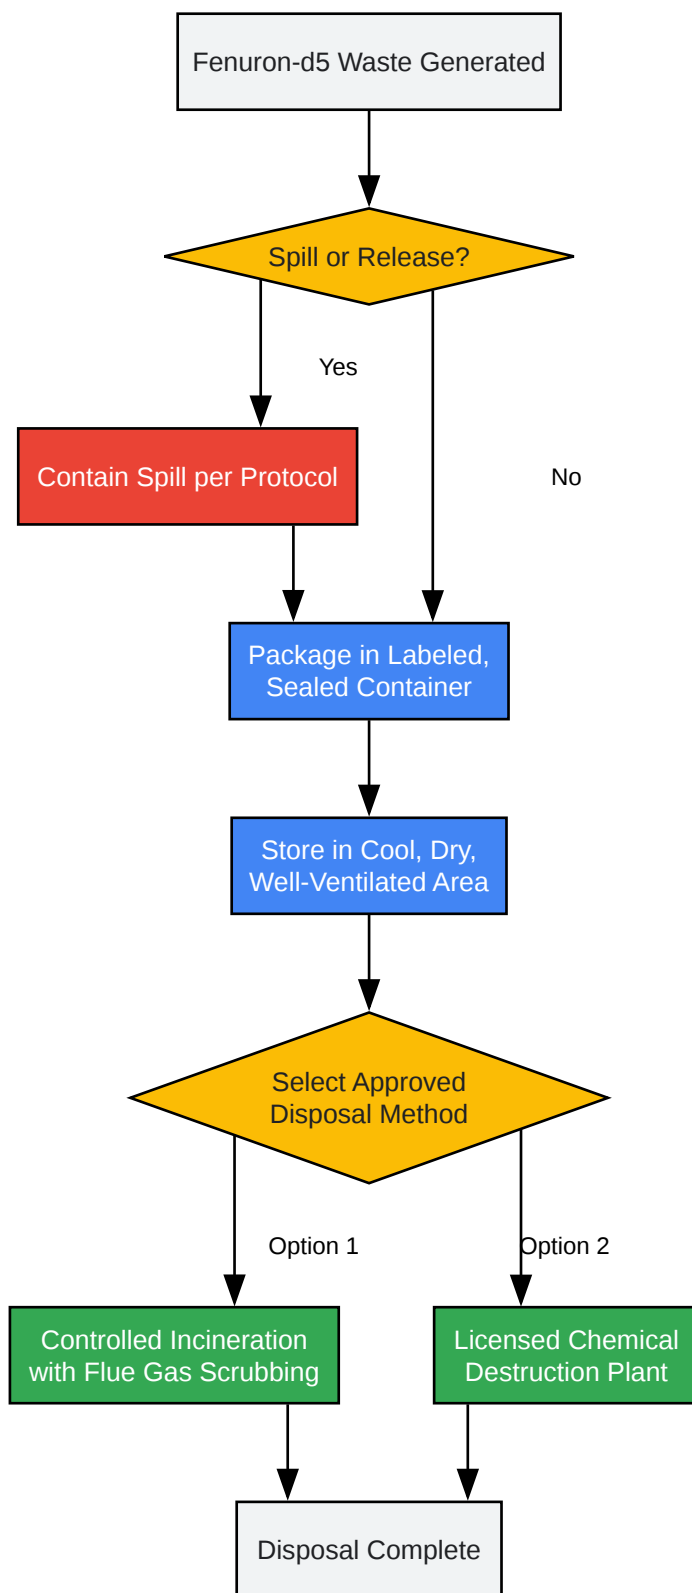 Fenuron-d5 Waste Generated
Spill or Release?
Yes
Contain Spill per Protocol
No
Package in Labeled,
Sealed Container
Store in Cool, Dry,
Well-Ventilated Area
Select Approved
Disposal Method
Option 1
Option 2
Controlled Incineration
with Flue Gas Scrubbing
Licensed Chemical
Destruction Plant
Disposal Complete